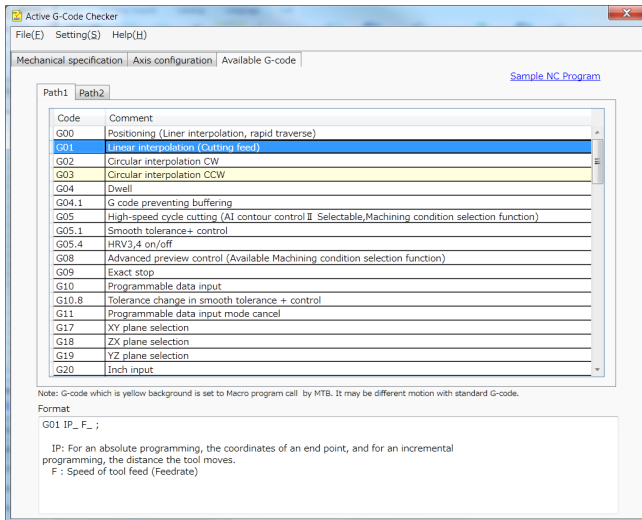 Active G-Code Checker
File(F) Setting(S) Help(H)
Mechanical specification Axis configuration Available G-code
Sample NC Program
Path1 Path2
Code Comment
G00 Positioning (Liner interpolation, rapid traverse)
G01 Linear interpolation (Cutting feed)
G02 Circular interpolation CW
G03 Circular interpolation CCW
G04 Dwell
G04.1 G code preventing buffering
G05 High-speed cycle cutting (AI contour control Ⅱ Selectable,Machining condition selection function)
G05.1 Smooth tolerance+ control
G05.4 HRV3,4 on/off
G08 Advanced preview control (Available Machining condition selection function)
G09 Exact stop
G10 Programmable data input
G10.8 Tolerance change in smooth tolerance + control
G11 Programmable data input mode cancel
G17 XY plane selection
G18 ZX plane selection
G19 YZ plane selection
G20 Inch input
Note: G-code which is yellow background is set to Macro program call by MTB. It may be different motion with standard G-code.
Format
G01 IP_ F_ ;
IP: For an absolute programming, the coordinates of an end point, and for an incremental
programming, the distance the tool moves.
F : Speed of tool feed (Feedrate)